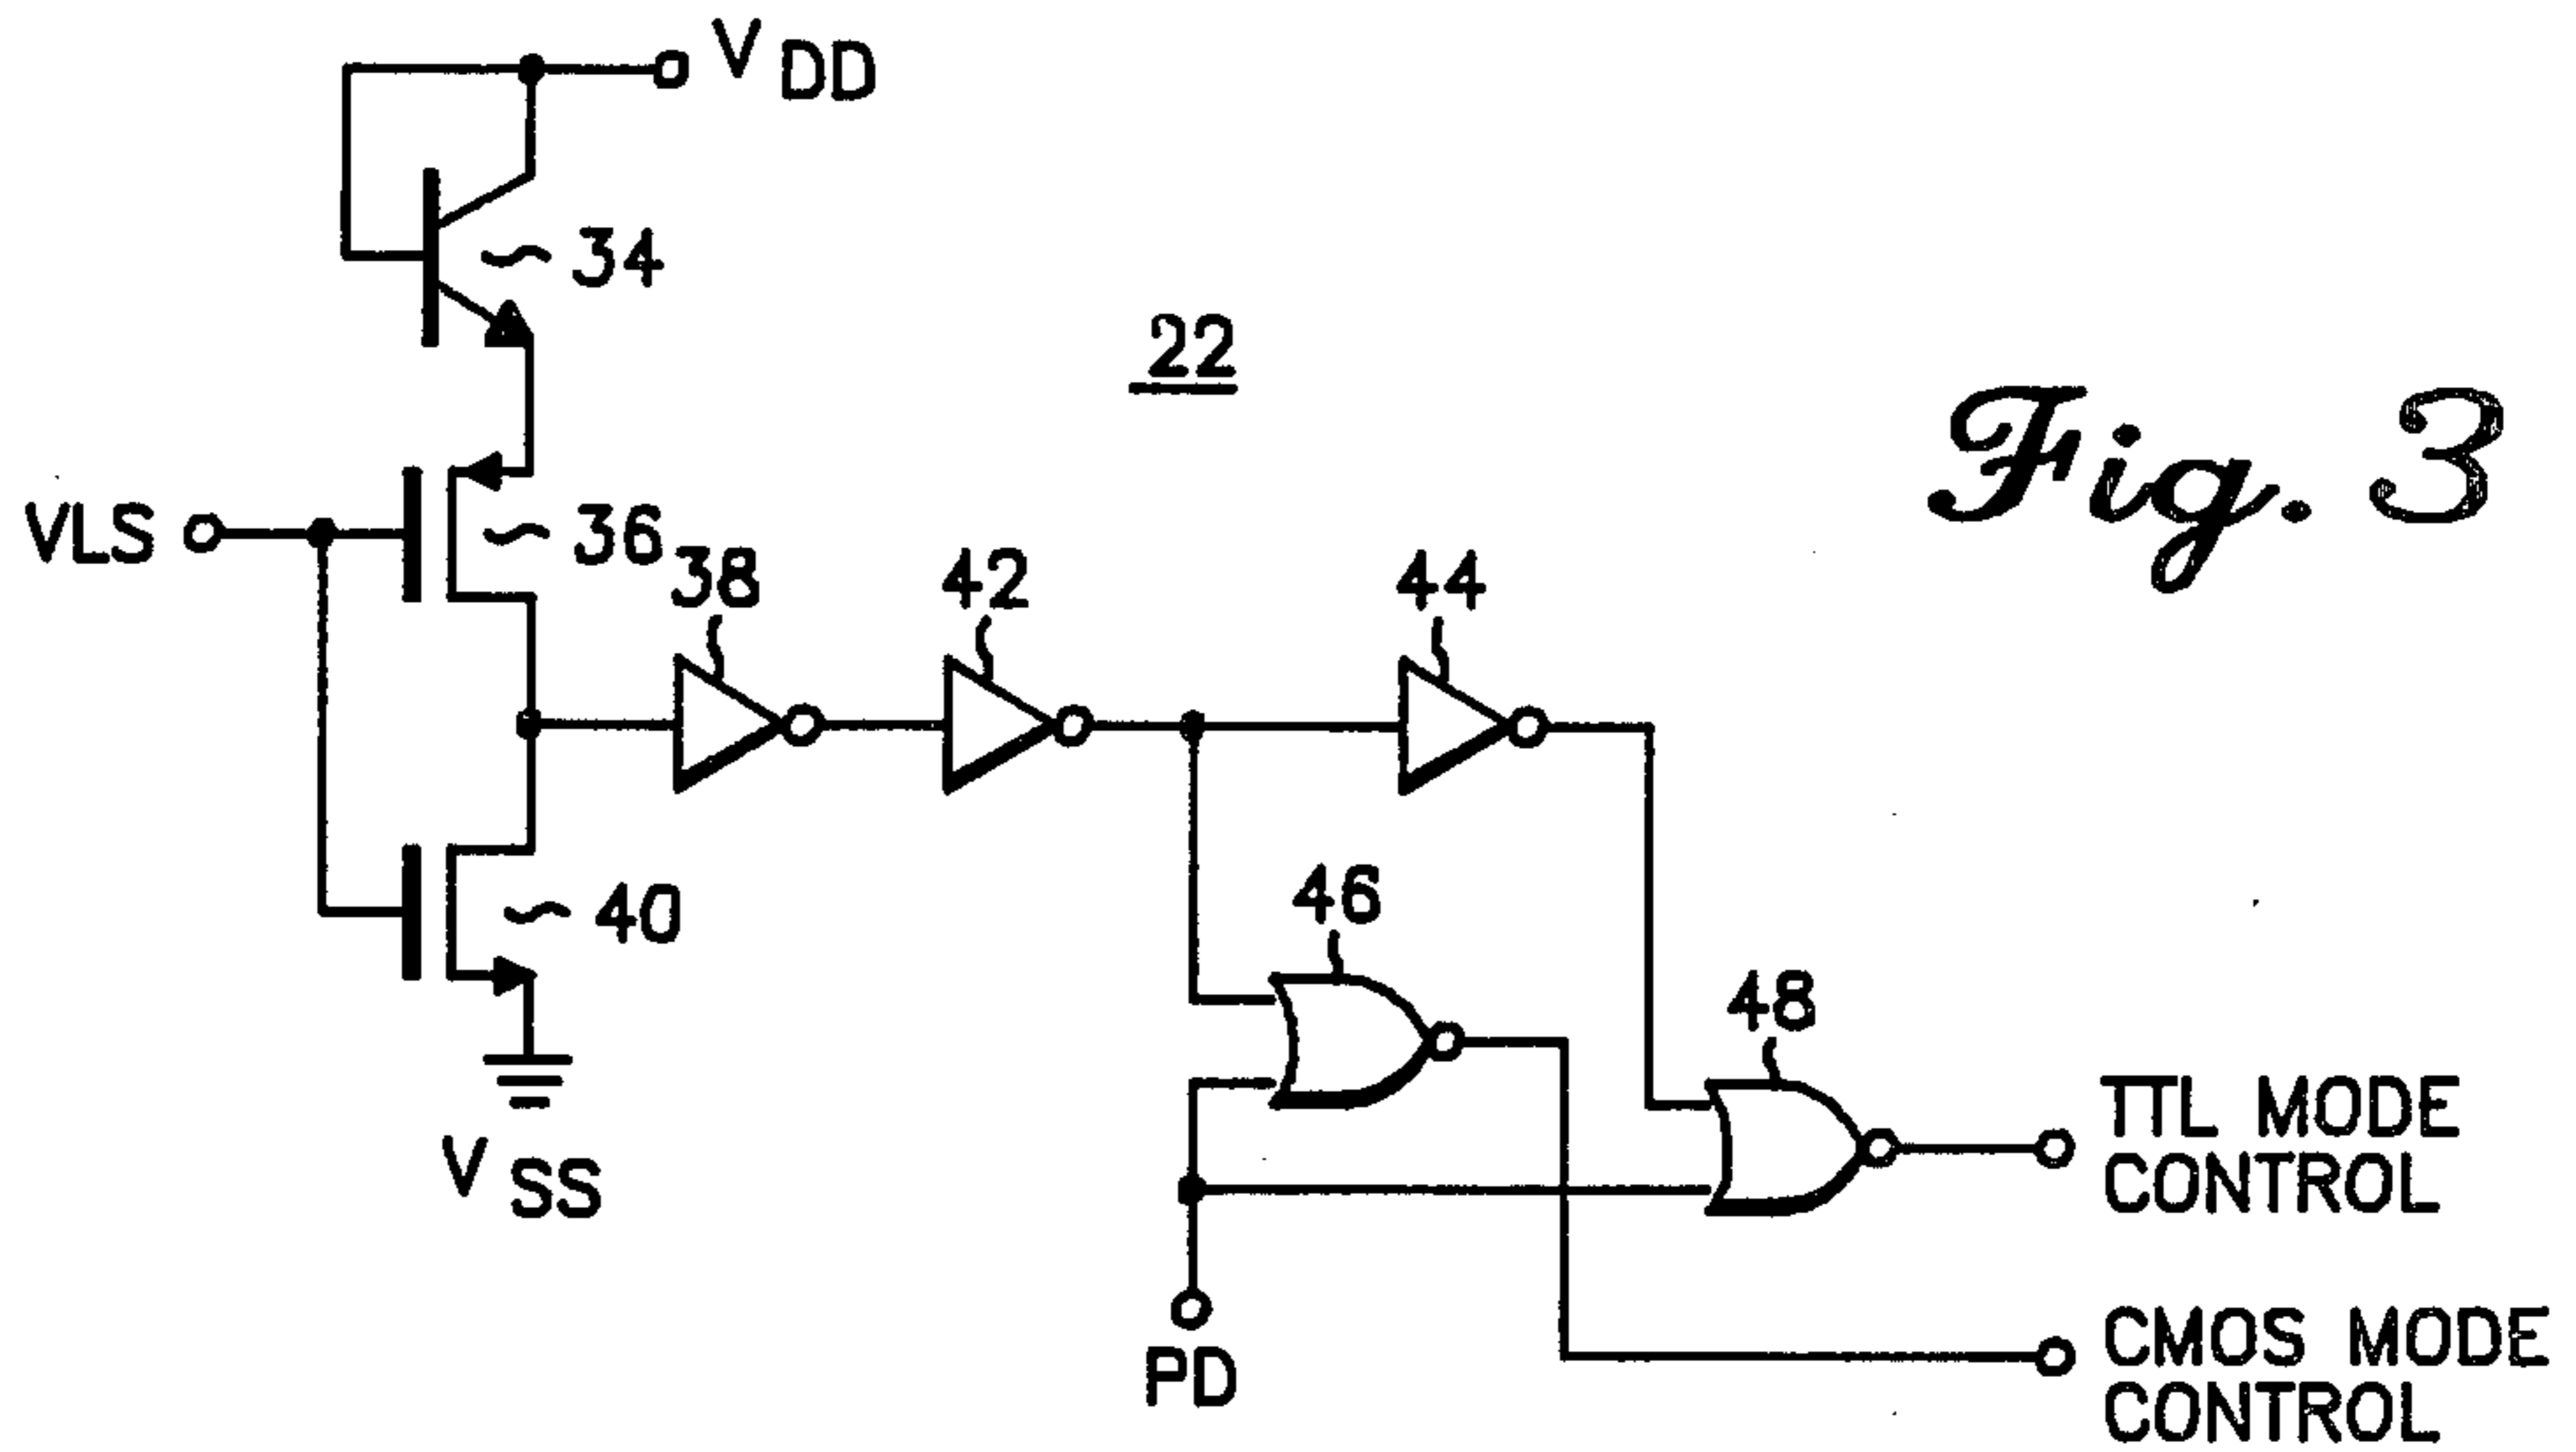 V DD
34
22
Fig. 3
VLS
36
38
42
44
40
46
48
V SS
TTL MODE
CONTROL
PD
CMOS MODE
CONTROL